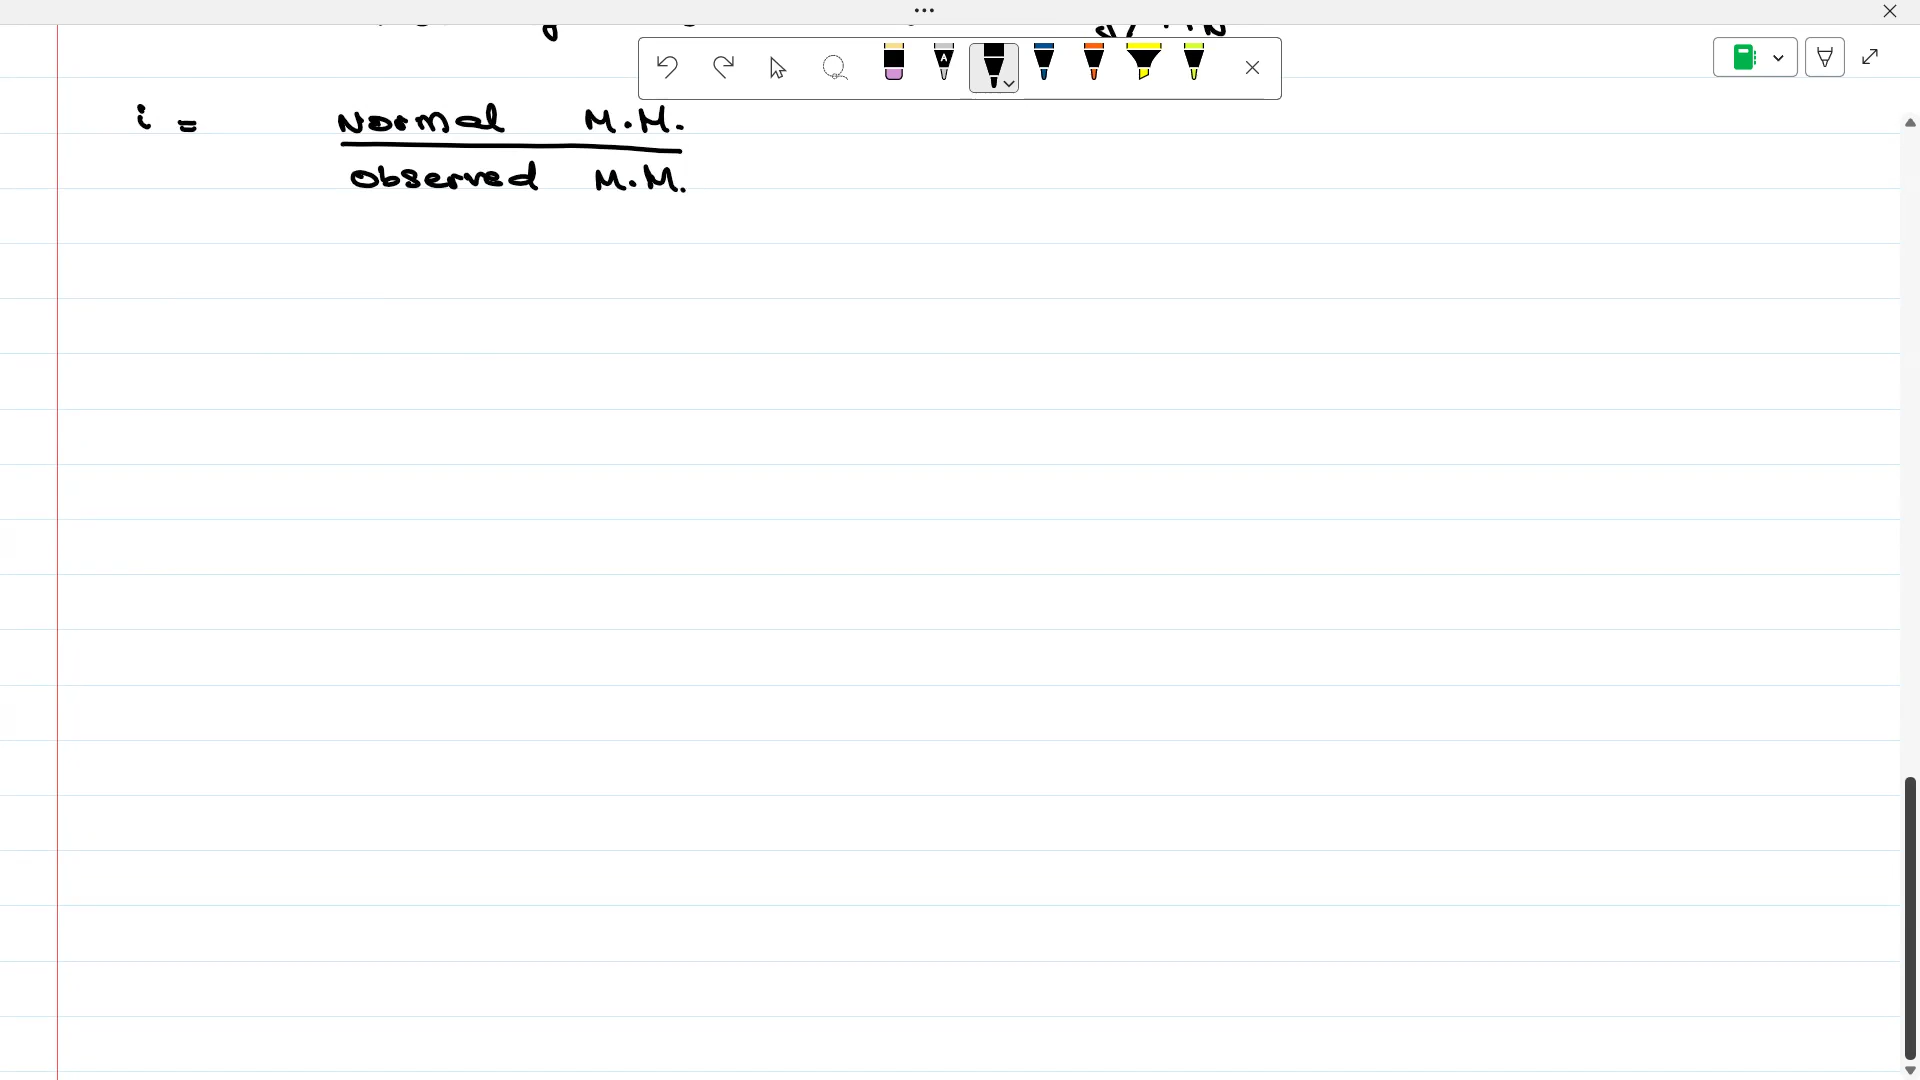 i = Normal M.M.
Observed M.M.